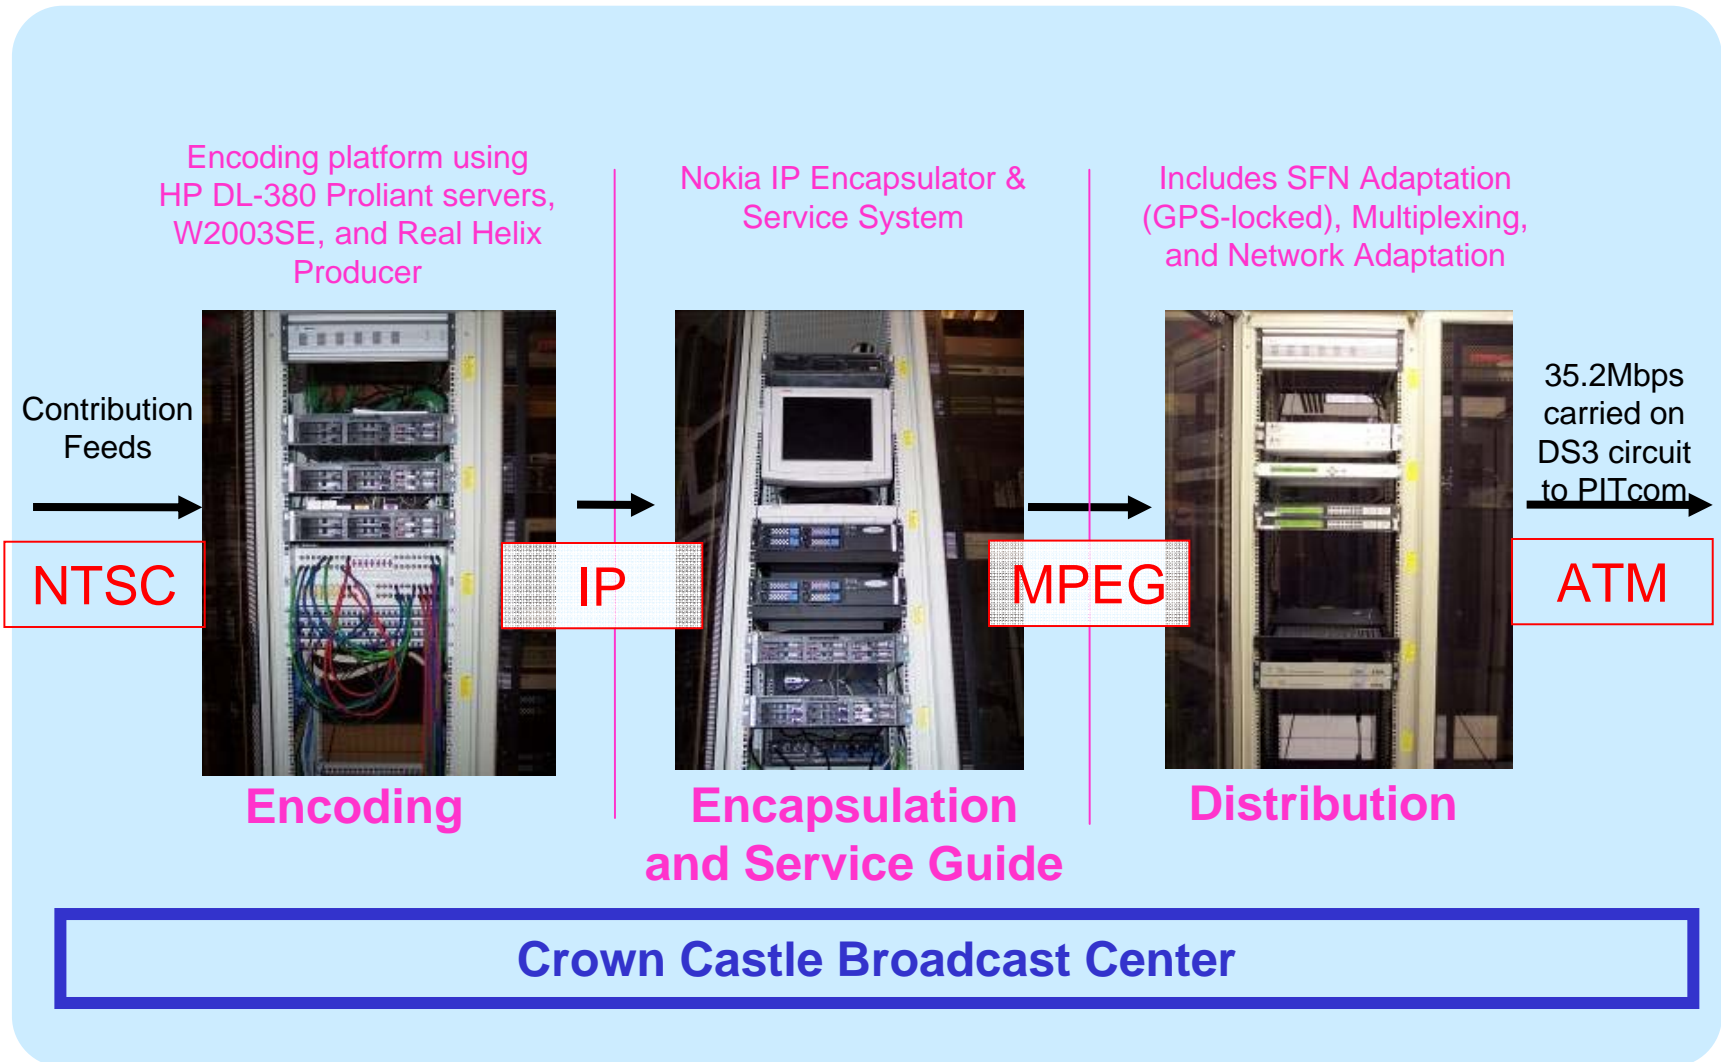 Encoding platform using
HP DL-380 Proliant servers,
W2003SE, and Real Helix
Producer
Nokia IP Encapsulator &
Service System
Includes SFN Adaptation
(GPS-locked), Multiplexing,
and Network Adaptation
Contribution
Feeds
35.2Mbps
carried on
DS3 circuit
to PITcom
NTSC
IP
MPEG
ATM
Encoding
Encapsulation
and Service Guide
Distribution
Crown Castle Broadcast Center